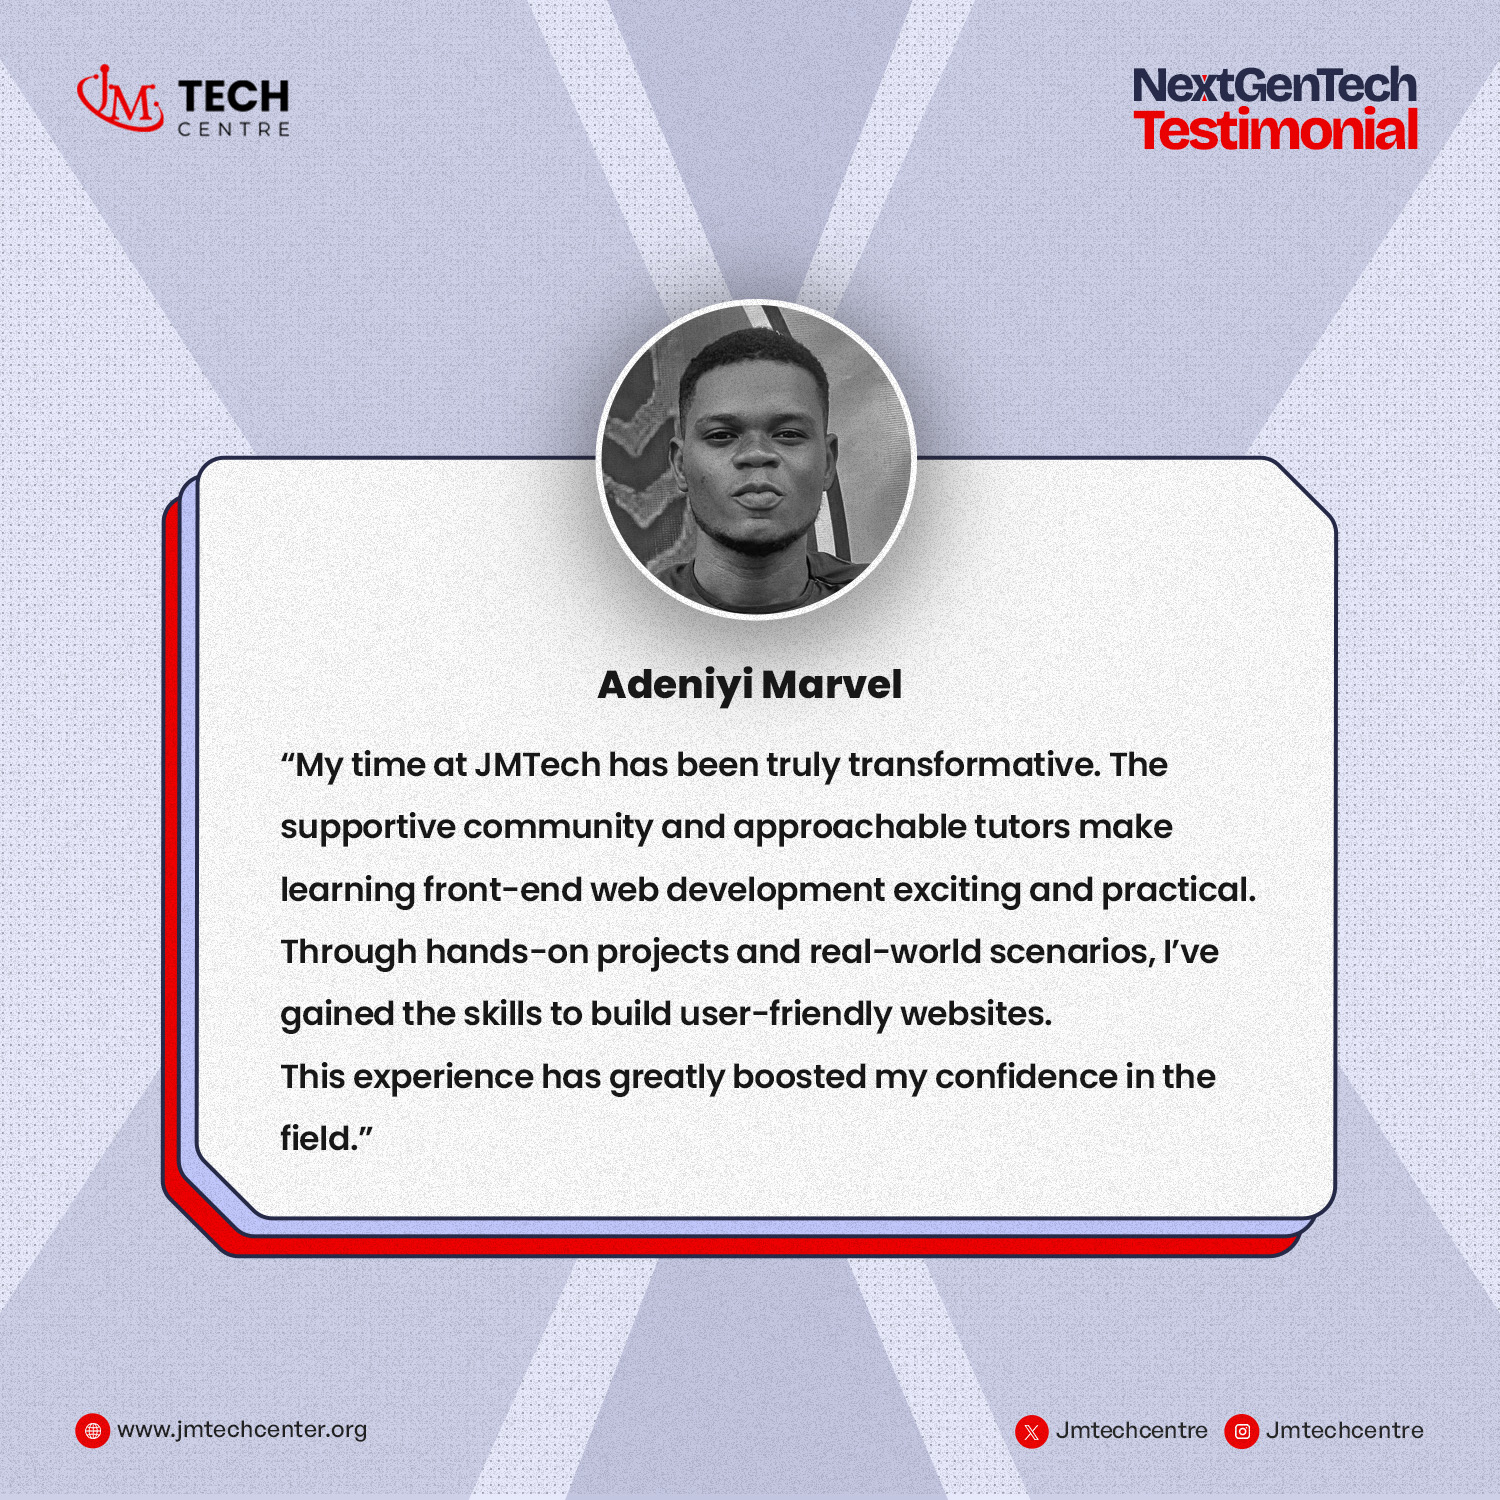 JM. TECH
CENTRE
NextGenTech
Testimonial
Adeniyi Marvel
“My time at JMTech has been truly transformative. The
supportive community and approachable tutors make
learning front-end web development exciting and practical.
Through hands-on projects and real-world scenarios, I’ve
gained the skills to build user-friendly websites.
This experience has greatly boosted my confidence in the
field.”
www.jmtechcenter.org
Jmtechcentre
Jmtechcentre